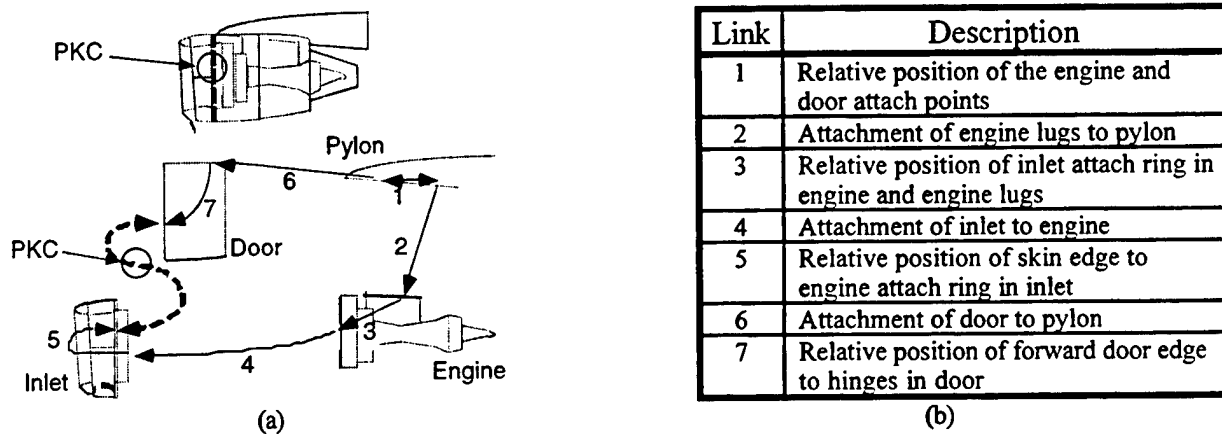 PKC
Pylon
6
1
7
2
PKC
Door
5
3
4
Inlet
Engine
(a)
Link Description
1 Relative position of the engine and
door attach points
2 Attachment of engine lugs to pylon
3 Relative position of inlet attach ring in
engine and engine lugs
4 Attachment of inlet to engine
5 Relative position of skin edge to
engine attach ring in inlet
6 Attachment of door to pylon
7 Relative position of forward door edge
to hinges in door
(b)